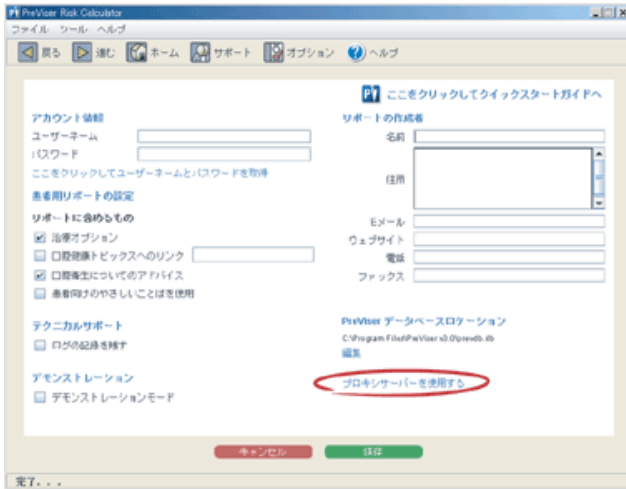 PreViser Risk Calculator
ファイル ツール ヘルプ
戻る 進む ホーム サポート オプション ヘルプ
ここをクリックしてクイックスタートガイドへ
アカウント情報
ユーザーネーム
パスワード
ここをクリックしてユーザーネームとパスワードを取得
患者用リポートの設定
リポートに含めるもの
治療オプション
口腔健康トピックスへのリンク
口腔衛生についてのアドバイス
患者向けのやさしいことばを使用
テクニカルサポート
ログの記録を残す
デモンストレーション
デモンストレーションモード
リポートの作成者
名前
住所
Eメール
ウェブサイト
電話
ファックス
PreViser データベースロケーション
C:\Program Files\PreViser v3.0\prevdb.db
編集
プロキシサーバーを使用する
キャンセル 保存
完了...